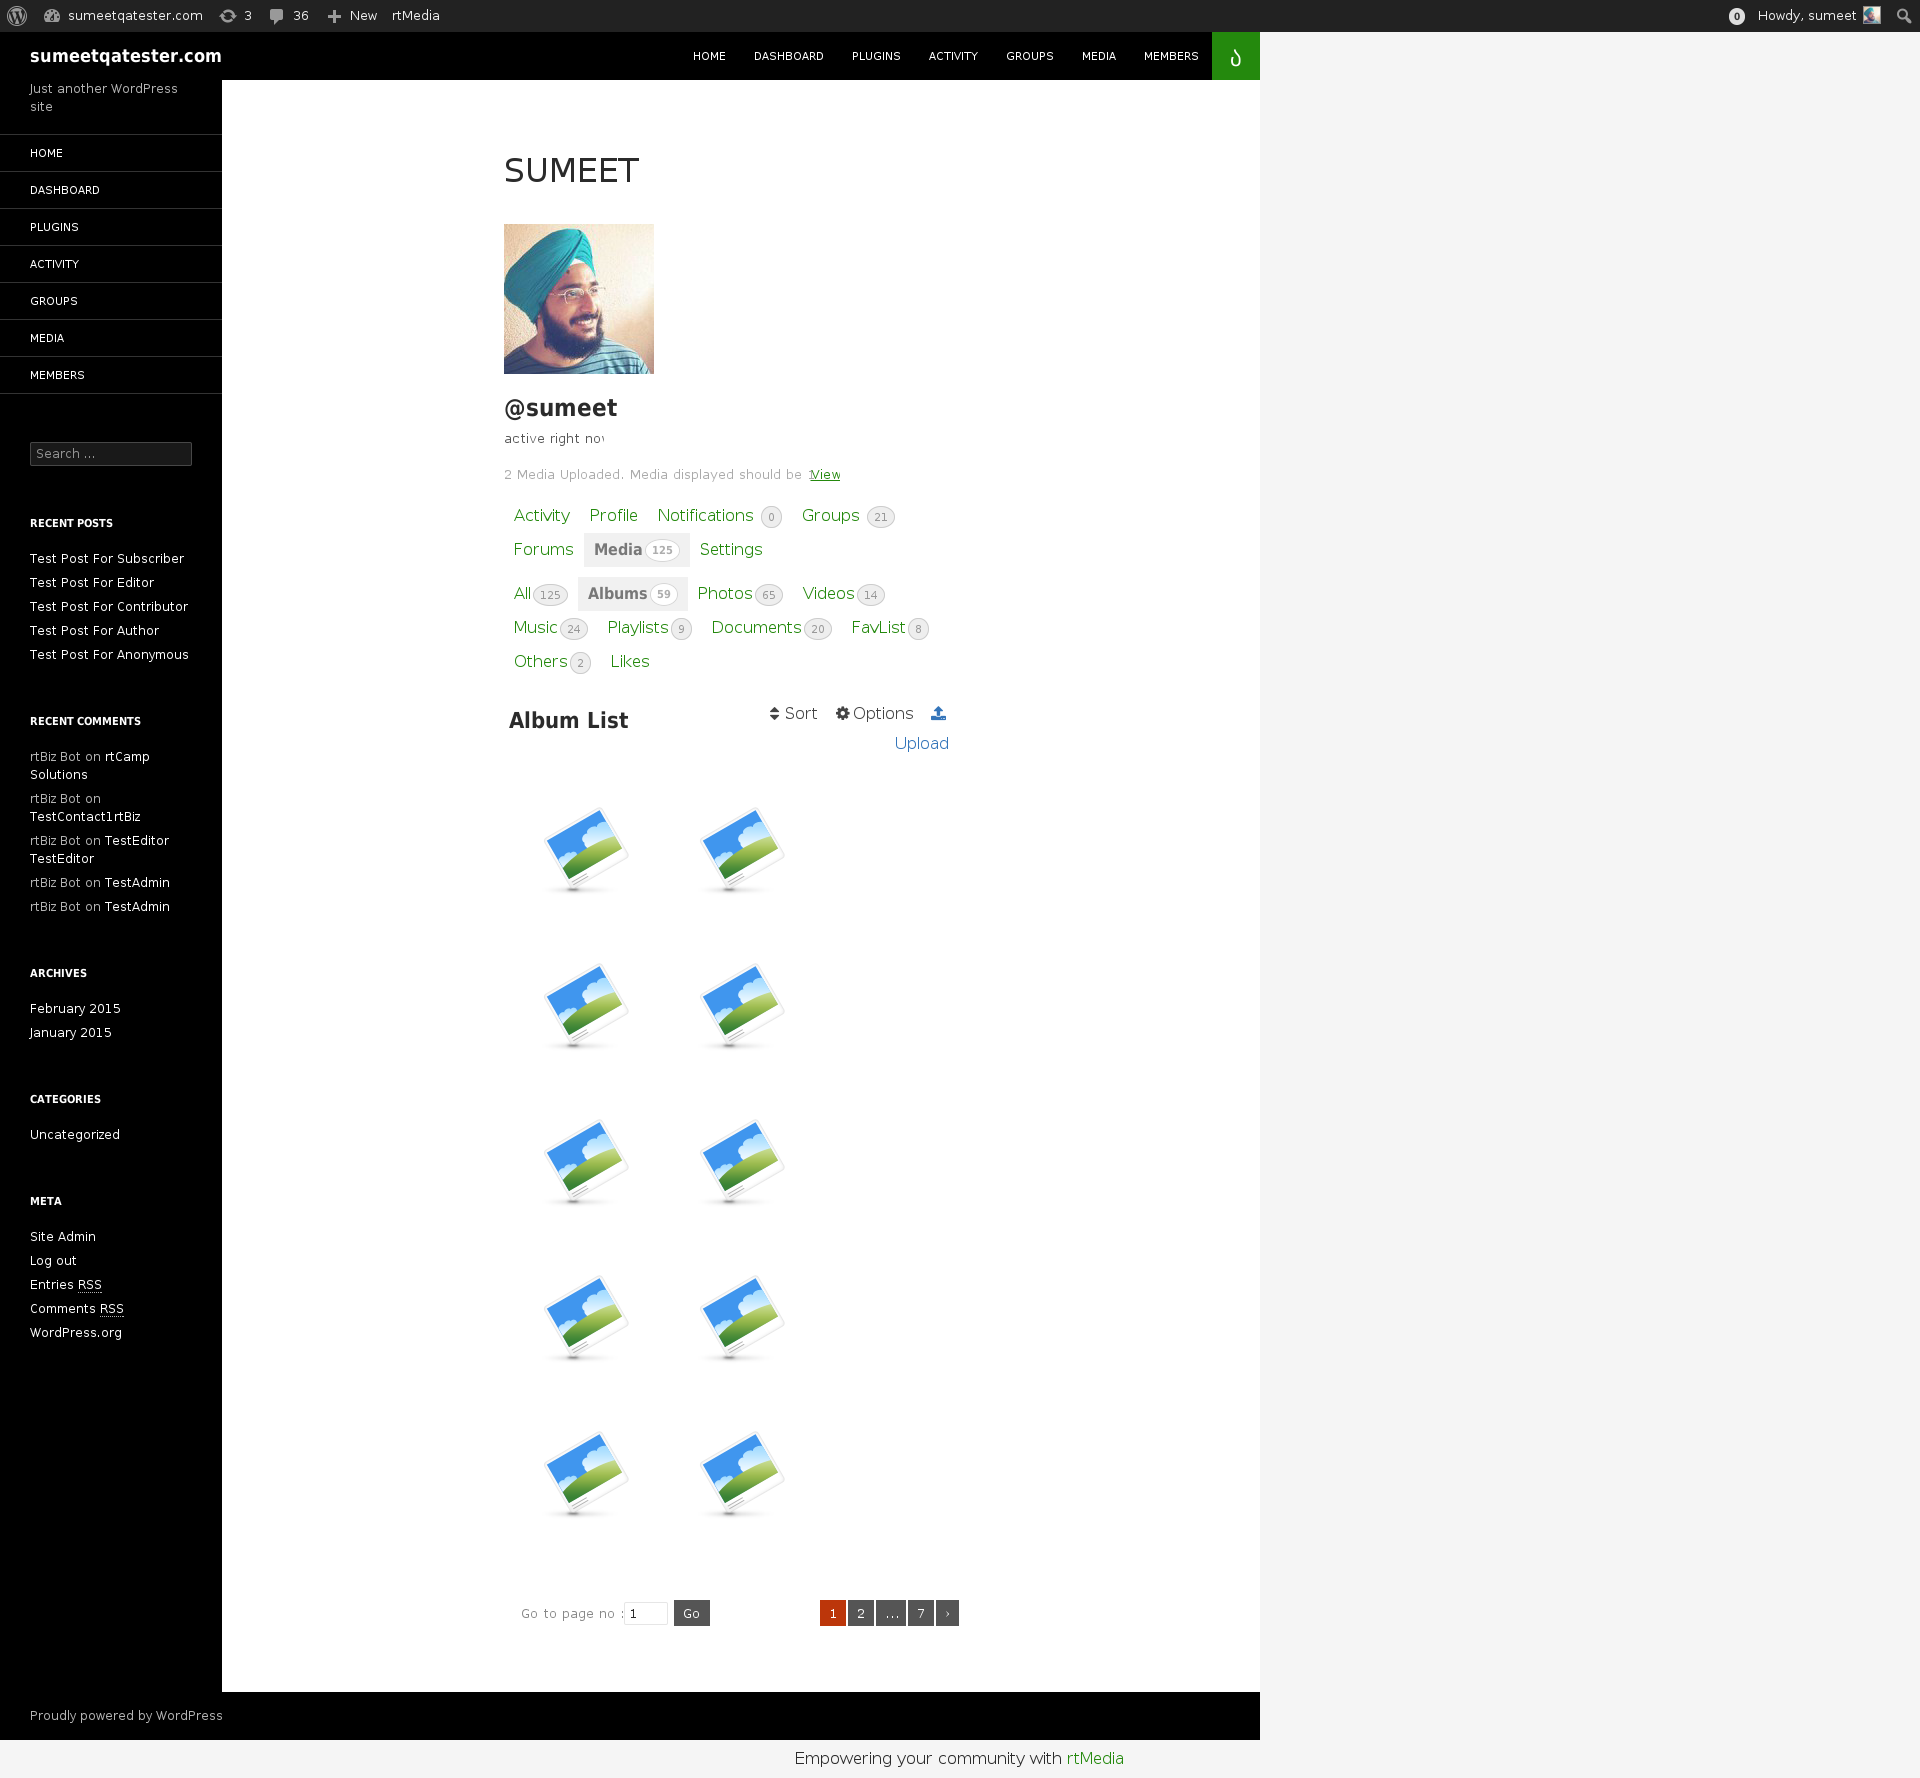 sumeetqatester.com 3 36 New rtMedia 0 Howdy, sumeet
sumeetqatester.com
HOME DASHBOARD PLUGINS ACTIVITY GROUPS MEDIA MEMBERS
Just another WordPress
site
HOME
DASHBOARD
PLUGINS
ACTIVITY
GROUPS
MEDIA
MEMBERS
Search ...
RECENT POSTS
Test Post For Subscriber
Test Post For Editor
Test Post For Contributor
Test Post For Author
Test Post For Anonymous
RECENT COMMENTS
rtBiz Bot on rtCamp
Solutions
rtBiz Bot on
TestContact1rtBiz
rtBiz Bot on TestEditor
TestEditor
rtBiz Bot on TestAdmin
rtBiz Bot on TestAdmin
ARCHIVES
February 2015
January 2015
CATEGORIES
Uncategorized
META
Site Admin
Log out
Entries RSS
Comments RSS
WordPress.org
SUMEET
@sumeet
active right
2 Media Uploaded. Media displayed should be View
Activity Profile Notifications 0 Groups 21
Forums Media 125 Settings
All 125 Albums 59 Photos 65 Videos 14
Music 24 Playlists 9 Documents 20 FavList 8
Others 2 Likes
Album List
Sort Options
Upload
Go to page no : 1 Go
1 2 ... 7 ›
Proudly powered by WordPress
Empowering your community with rtMedia